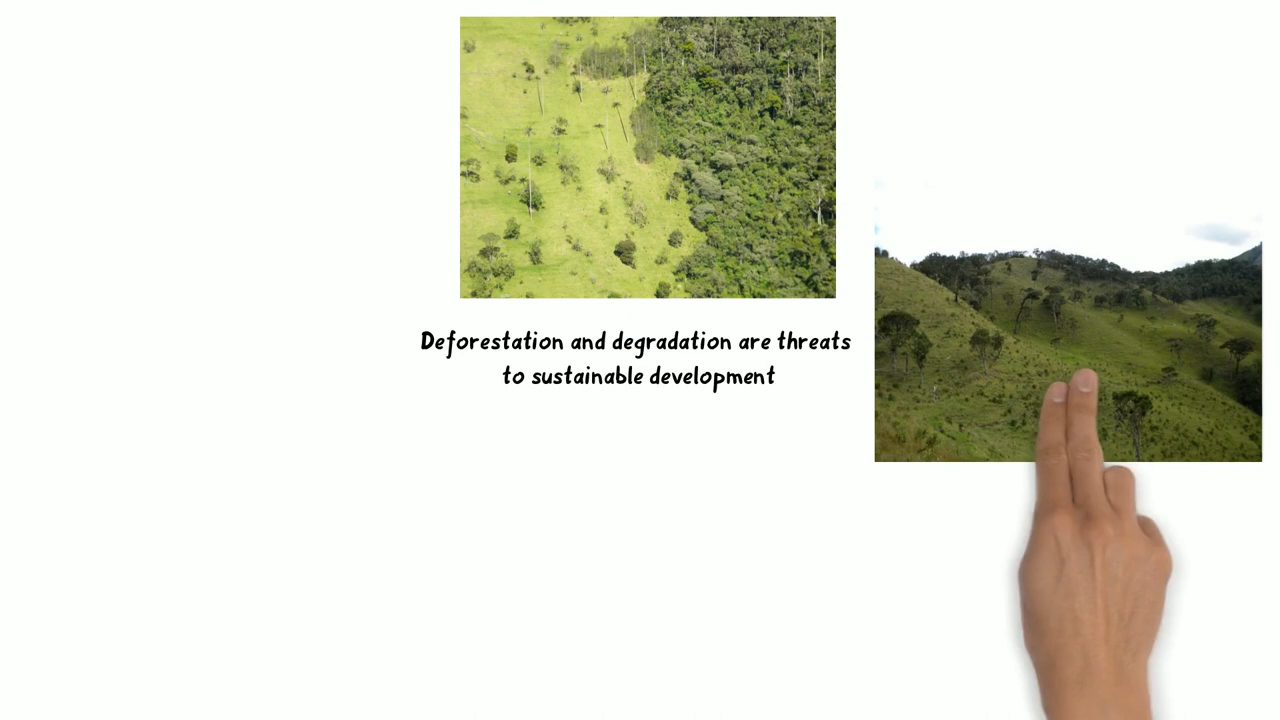 Deforestation and degradation are threats
to sustainable development